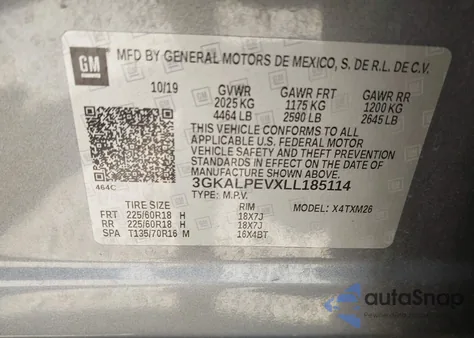 GM
MFD BY GENERAL MOTORS DE MEXICO, S. DE R.L. DE C.V.
10/19 GVWR GAWR FRT GAWR RR
2025 KG 1175 KG 1200 KG
4464 LB 2590 LB 2645 LB
THIS VEHICLE CONFORMS TO ALL
APPLICABLE U.S. FEDERAL MOTOR
VEHICLE SAFETY AND BUMPER
STANDARDS IN EFFECT ON THE DATE
OF MANUFACTURE SHOWN ABOVE.
464C
3GKALPEVXLL185114
TYPE: M.P.V. MODEL: X4TXM26
TIRE SIZE RIM
FRT 225/60R18 H 18X7J
RR 225/60R18 H 18X7J
SPA T135/70R16 M 16X4BT
autoSnap